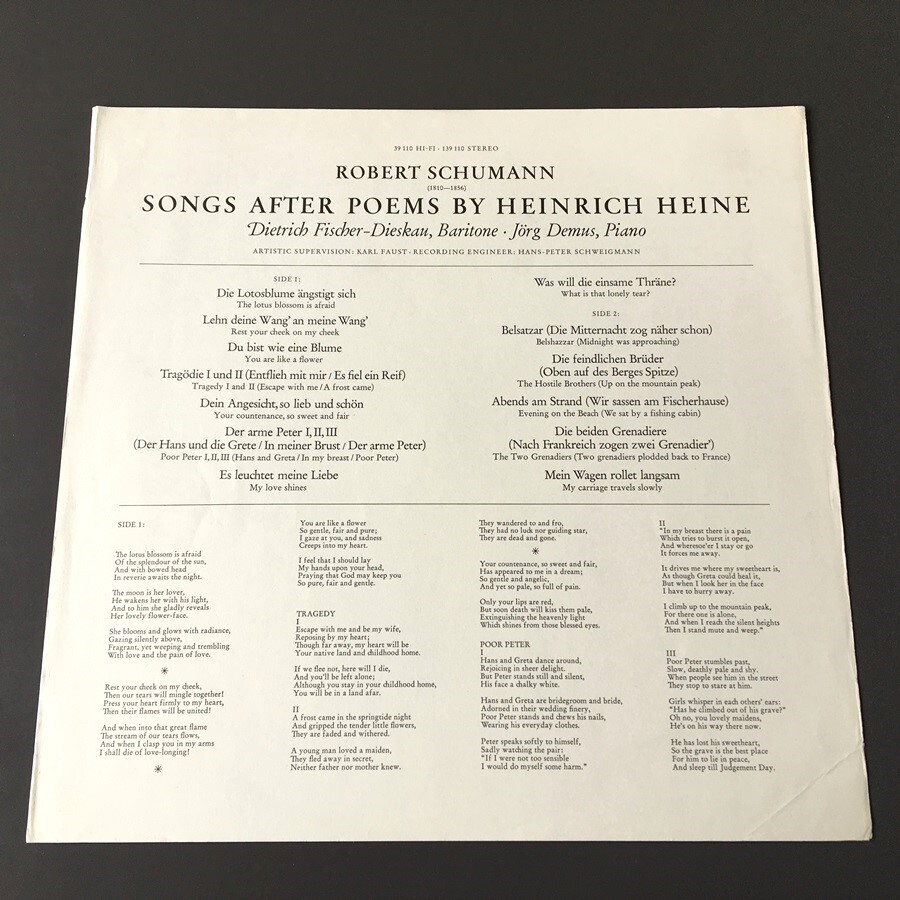 39 110 HI-FI · 139 110 STEREO
ROBERT SCHUMANN
(1810—1856)
SONGS AFTER POEMS BY HEINRICH HEINE
Dietrich Fischer-Dieskau, Baritone · Jörg Demus, Piano
ARTISTIC SUPERVISION: KARL FAUST · RECORDING ENGINEER: HANS-PETER SCHWEIGMANN
SIDE 1:
Die Lotosblume ängstigt sich
The lotus blossom is afraid
Lehn deine Wang' an meine Wang'
Rest your cheek on my cheek
Du bist wie eine Blume
You are like a flower
Tragödie I und II (Entflieh mit mir / Es fiel ein Reif)
Tragedy I and II (Escape with me / A frost came)
Dein Angesicht, so lieb und schön
Your countenance, so sweet and fair
Der arme Peter I, II, III
(Der Hans und die Grete / In meiner Brust / Der arme Peter)
Poor Peter I, II, III (Hans and Greta / In my breast / Poor Peter)
Es leuchtet meine Liebe
My love shines
Was will die einsame Thräne?
What is that lonely tear?
SIDE 2:
Belsatzar (Die Mitternacht zog näher schon)
Belshazzar (Midnight was approaching)
Die feindlichen Brüder
(Oben auf des Berges Spitze)
The Hostile Brothers (Up on the mountain peak)
Abends am Strand (Wir sassen am Fischerhause)
Evening on the Beach (We sat by a fishing cabin)
Die beiden Grenadiere
(Nach Frankreich zogen zwei Grenadier')
The Two Grenadiers (Two grenadiers plodded back to France)
Mein Wagen rollet langsam
My carriage travels slowly
SIDE 1:
The lotus blossom is afraid
Of the splendour of the sun,
And with bowed head
In reverie awaits the night.
The moon is her lover,
He wakens her with his light,
And to him she gladly reveals
Her lovely flower-face.
She blooms and glows with radiance,
Gazing silently above,
Fragrant, yet weeping and trembling
With love and the pain of love.
*
Rest your cheek on my cheek,
Then our tears will mingle together!
Press your heart firmly to my heart,
Then their flames will be united!
And when into that great flame
The stream of our tears flows,
And when I clasp you in my arms
I shall die of love-longing!
*
You are like a flower
So gentle, fair and pure;
I gaze at you, and sadness
Creeps into my heart.
I feel that I should lay
My hands upon your head,
Praying that God may keep you
So pure, fair and gentle.
TRAGEDY
I
Escape with me and be my wife,
Reposing by my heart;
Though far away, my heart will be
Your native land and childhood home.
If we flee not, here will I die,
And you'll be left alone;
Although you stay in your childhood home,
You will be in a land afar.
II
A frost came in the springtide night
And gripped the tender little flowers,
They are faded and withered.
A young man loved a maiden,
They fled away in secret,
Neither father nor mother knew.
They wandered to and fro,
They had no luck nor guiding star,
They are dead and gone.
*
Your countenance, so sweet and fair,
Has appeared to me in a dream;
So gentle and angelic,
And yet so pale, so full of pain.
Only your lips are red,
But soon death will kiss them pale,
Extinguishing the heavenly light
Which shines from those blessed eyes.
POOR PETER
I
Hans and Greta dance around,
Rejoicing in sheer delight.
But Peter stands still and silent,
His face a chalky white.
Hans and Greta are bridegroom and bride,
Adorned in their wedding finery,
Poor Peter stands and chews his nails,
Wearing his everyday clothes.
Peter speaks softly to himself,
Sadly watching the pair:
"If I were not too sensible
I would do myself some harm."
II
"In my breast there is a pain
Which tries to burst it open,
And wheresoe'er I stay or go
It forces me away.
It drives me where my sweetheart is,
As though Greta could heal it,
But when I look her in the face
I have to hurry away.
I climb up to the mountain peak,
For there one is alone,
And when I reach the silent heights
Then I stand mute and weep."
III
Poor Peter stumbles past,
Slow, deathly pale and shy.
When people see him in the street
They stop to stare at him.
Girls whisper in each others' ears:
"Has he climbed out of his grave?"
Oh no, you lovely maidens,
He's on his way there now.
He has lost his sweetheart,
So the grave is the best place
For him to lie in peace,
And sleep till Judgement Day.